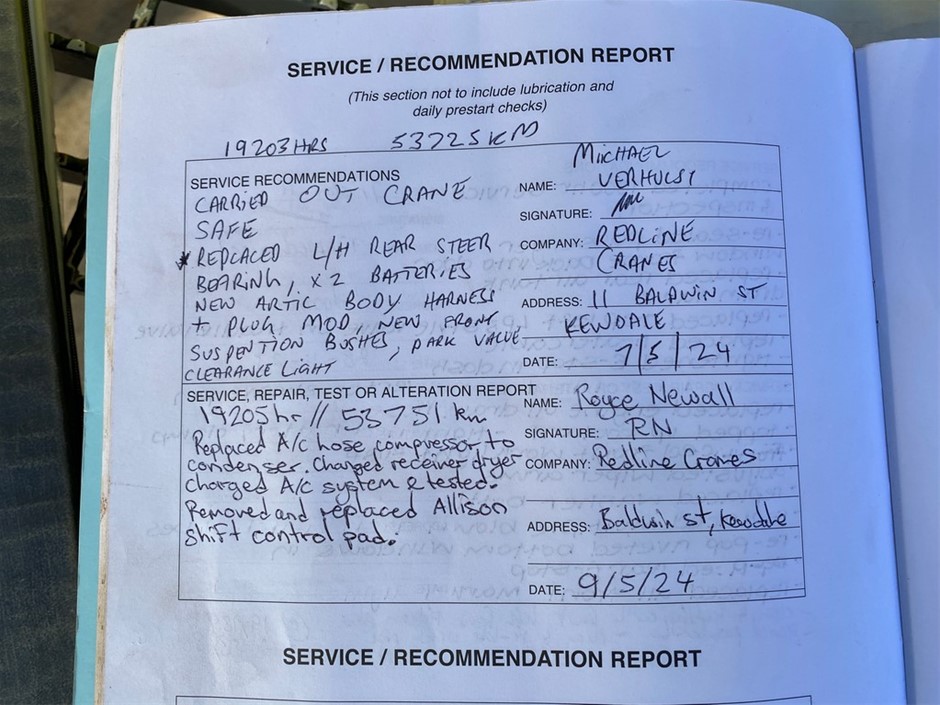 SERVICE / RECOMMENDATION REPORT
(This section not to include lubrication and
daily prestart checks)
19203 HRS 53725 KM
SERVICE RECOMMENDATIONS
CARRIED OUT CRANE
SAFE
* REPLACED L/H REAR STEER
BEARING, X2 BATTERIES
NEW ARTIC BODY HARNESS
+ PLUG MOD, NEW FRONT
SUSPENTION BUSHES, PARK VALVE,
CLEARANCE LIGHT
MICHAEL
NAME: VERHULST
SIGNATURE:
COMPANY: REDLINE
CRANES
ADDRESS: 11 BALDWIN ST
KEWDALE
DATE: 7/5/24
SERVICE, REPAIR, TEST OR ALTERATION REPORT
19205hr // 53751 km
Replaced A/c hose compressor to
condenser. Changed receiver dryer
charged A/c system & tested.
Removed and replaced Allison
shift control pad.
NAME: Royce Newall
SIGNATURE: RN
COMPANY: Redline Cranes
ADDRESS: Baldwin st, Kewdale
DATE: 9/5/24
SERVICE / RECOMMENDATION REPORT